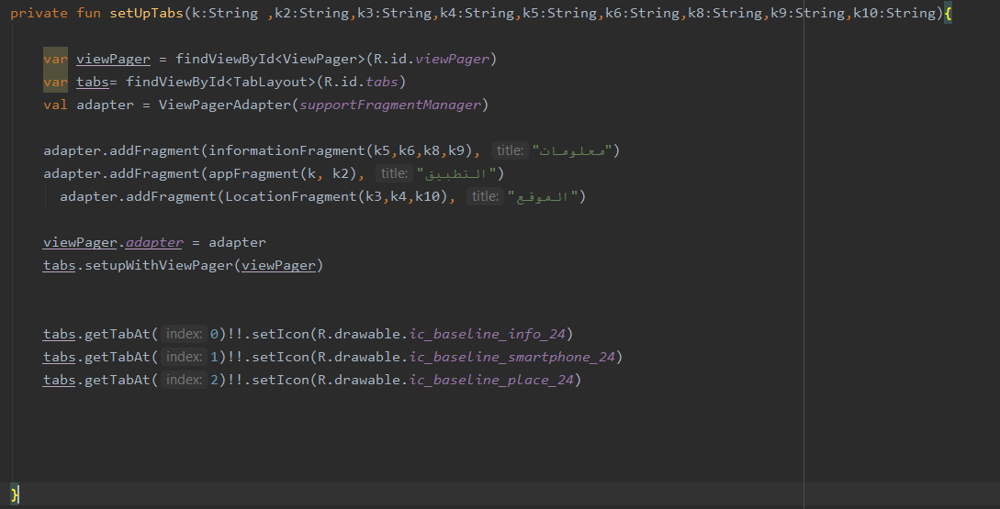 private fun setUpTabs(k:String ,k2:String,k3:String,k4:String,k5:String,k6:String,k8:String,k9:String,k10:String){
var viewPager = findViewById<ViewPager>(R.id.viewPager)
var tabs= findViewById<TabLayout>(R.id.tabs)
val adapter = ViewPagerAdapter(supportFragmentManager)
adapter.addFragment(informationFragment(k5,k6,k8,k9), title: "معلومات")
adapter.addFragment(appFragment(k, k2), title: "التطبيق")
adapter.addFragment(LocationFragment(k3,k4,k10), title: "الموقع")
viewPager.adapter = adapter
tabs.setupWithViewPager(viewPager)
tabs.getTabAt( index: 0)!!.setIcon(R.drawable.ic_baseline_info_24)
tabs.getTabAt( index: 1)!!.setIcon(R.drawable.ic_baseline_smartphone_24)
tabs.getTabAt( index: 2)!!.setIcon(R.drawable.ic_baseline_place_24)
}